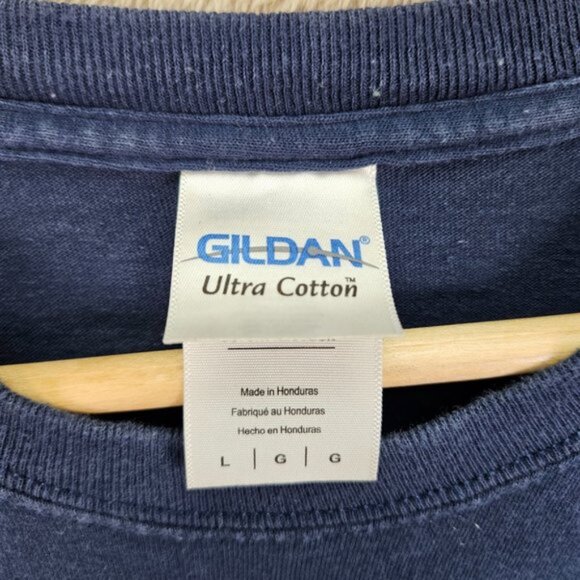 GILDAN®
Ultra Cotton™
Made in Honduras
Fabriqué au Honduras
Hecho en Honduras
L | G | G